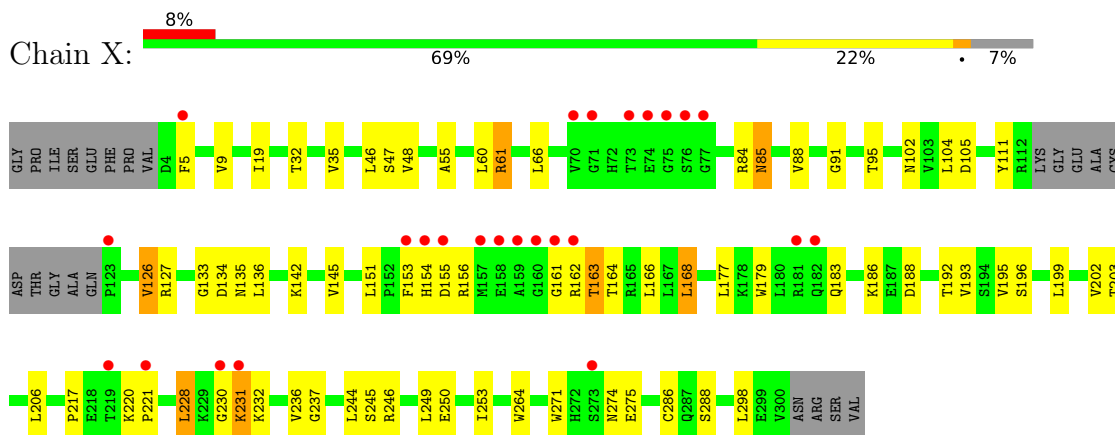 8%
Chain X:
69% 22% • 7%
GLY PRO ILE SER GLU PHE PRO VAL D4 F5 V9 I19 T32 V35 L46 S47 V48 A55 L60 R61 L66 V70 G71 H72 T73 E74 G75 S76 G77 R84 N85 V88 G91 T95 N102 V103 L104 D105 Y111 R112 LYS GLY GLU ALA CYS
ASP THR GLY ALA GLN P123 V126 R127 G133 D134 N135 L136 K142 V145 L151 P152 F153 H154 D155 R156 M157 E158 A159 G160 G161 R162 T163 T164 R165 L166 L167 L168 L177 K178 W179 L180 R181 Q182 Q183 K186 E187 D188 T192 V193 S194 V195 S196 L199 V202 T203
L206 P217 E218 T219 K220 P221 L228 K229 G230 K231 K232 V236 G237 L244 S245 R246 L249 E250 I253 W264 W271 H272 S273 N274 E275 C286 Q287 S288 L298 E299 V300 ASN ARG SER VAL